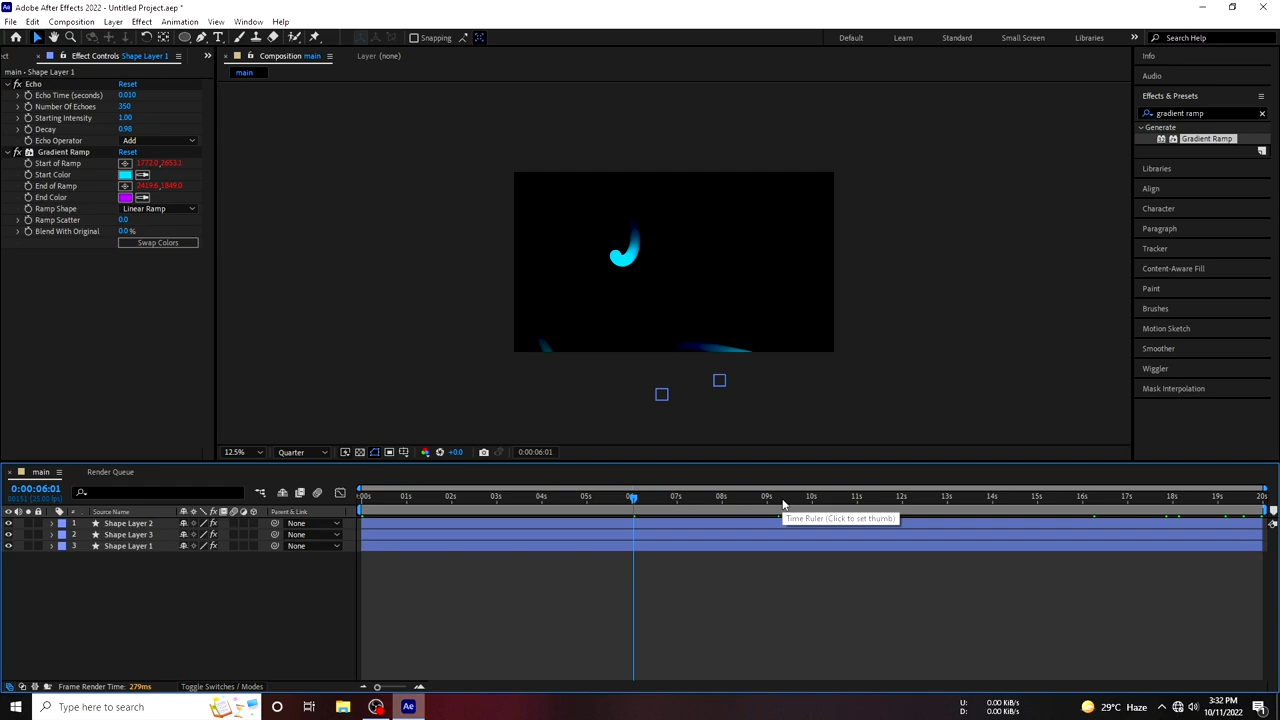 Adobe After Effects 2022 - Untitled Project.aep *
File Edit Composition Layer Effect Animation View Window Help
Snapping
Default Learn Standard Small Screen Libraries Search Help
Effect Controls Shape Layer 1
Composition main
Layer (none)
main
main • Shape Layer 1
Echo Reset
Echo Time (seconds) 0.010
Number Of Echoes 350
Starting Intensity 1.00
Decay 0.98
Echo Operator Add
Gradient Ramp Reset
Start of Ramp 1772.0,2653.1
Start Color
End of Ramp 2419.6,1849.0
End Color
Ramp Shape Linear Ramp
Ramp Scatter 0.0
Blend With Original 0.0 %
Swap Colors
Info
Audio
Effects & Presets
gradient ramp
Generate
Gradient Ramp
Libraries
Align
Character
Paragraph
Tracker
Content-Aware Fill
Paint
Brushes
Motion Sketch
Smoother
Wiggler
Mask Interpolation
12.5% Quarter +0.0 0:00:06:01
main Render Queue
0:00:06:01
00151 (25.00 fps)
00s 01s 02s 03s 04s 05s 07s 08s 09s 10s 11s 12s 13s 14s 15s 16s 17s 18s 19s 20s
# Source Name Parent & Link
1 Shape Layer 2 None
2 Shape Layer 3 None
3 Shape Layer 1 None
Time Ruler (Click to set thumb)
Frame Render Time: 279ms Toggle Switches / Modes
Type here to search
U: 0.00 KiB/s
D: 0.00 KiB/s
29°C Haze
3:32 PM
10/11/2022